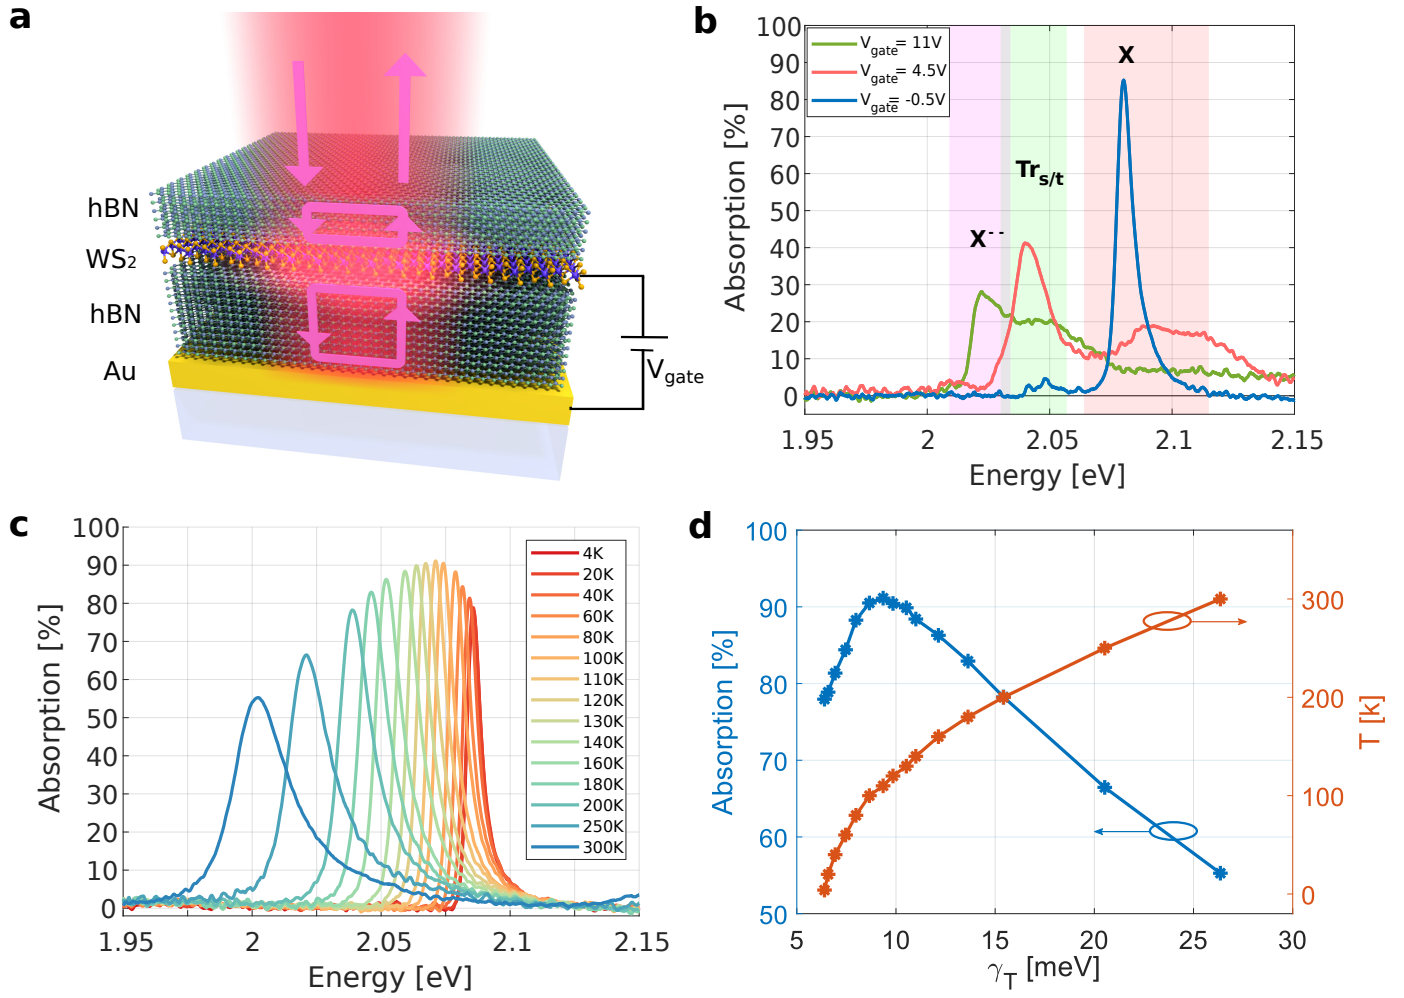 a
hBN
WS2
hBN
Au
Vgate
b
Absorption [%]
100
90
80
70
60
50
40
30
20
10
0
Vgate= 11V
Vgate= 4.5V
Vgate= -0.5V
X
Trs/t
X--
1.95 2 2.05 2.1 2.15
Energy [eV]
c
Absorption [%]
100
90
80
70
60
50
40
30
20
10
0
4K
20K
40K
60K
80K
100K
110K
120K
130K
140K
160K
180K
200K
250K
300K
1.95 2 2.05 2.1 2.15
Energy [eV]
d
Absorption [%]
100
90
80
70
60
50
300
200
100
0
T [k]
5 10 15 20 25 30
γT [meV]